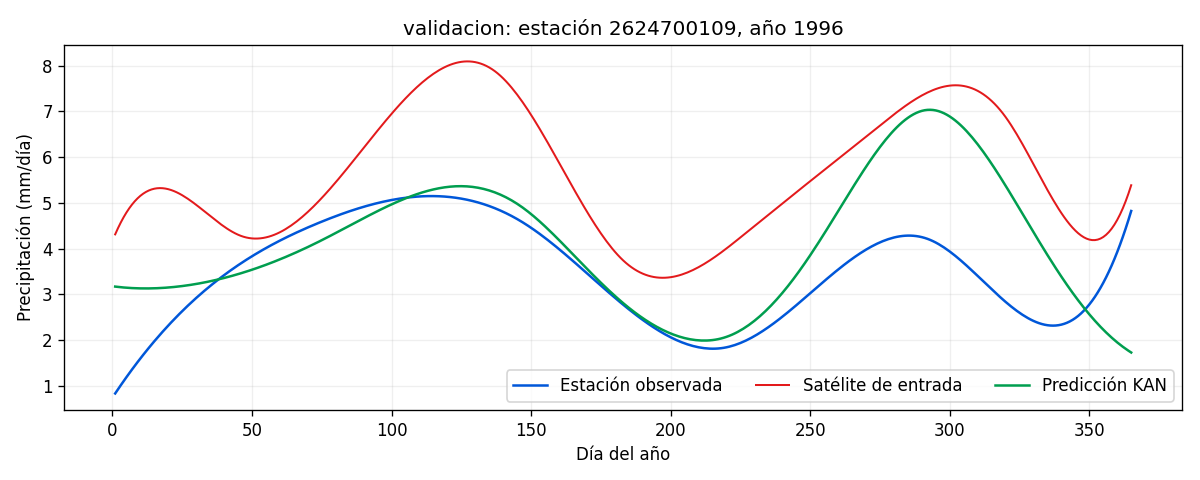 validacion: estación 2624700109, año 1996
Precipitación (mm/día)
8
7
6
5
4
3
2
1
0 50 100 150 200 250 300 350
Día del año
Estación observada Satélite de entrada Predicción KAN